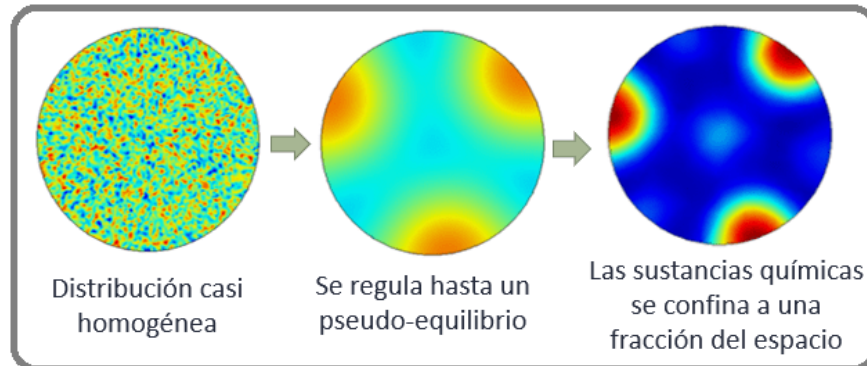 Distribución casi
homogénea
Se regula hasta un
pseudo-equilibrio
Las sustancias químicas
se confina a una
fracción del espacio